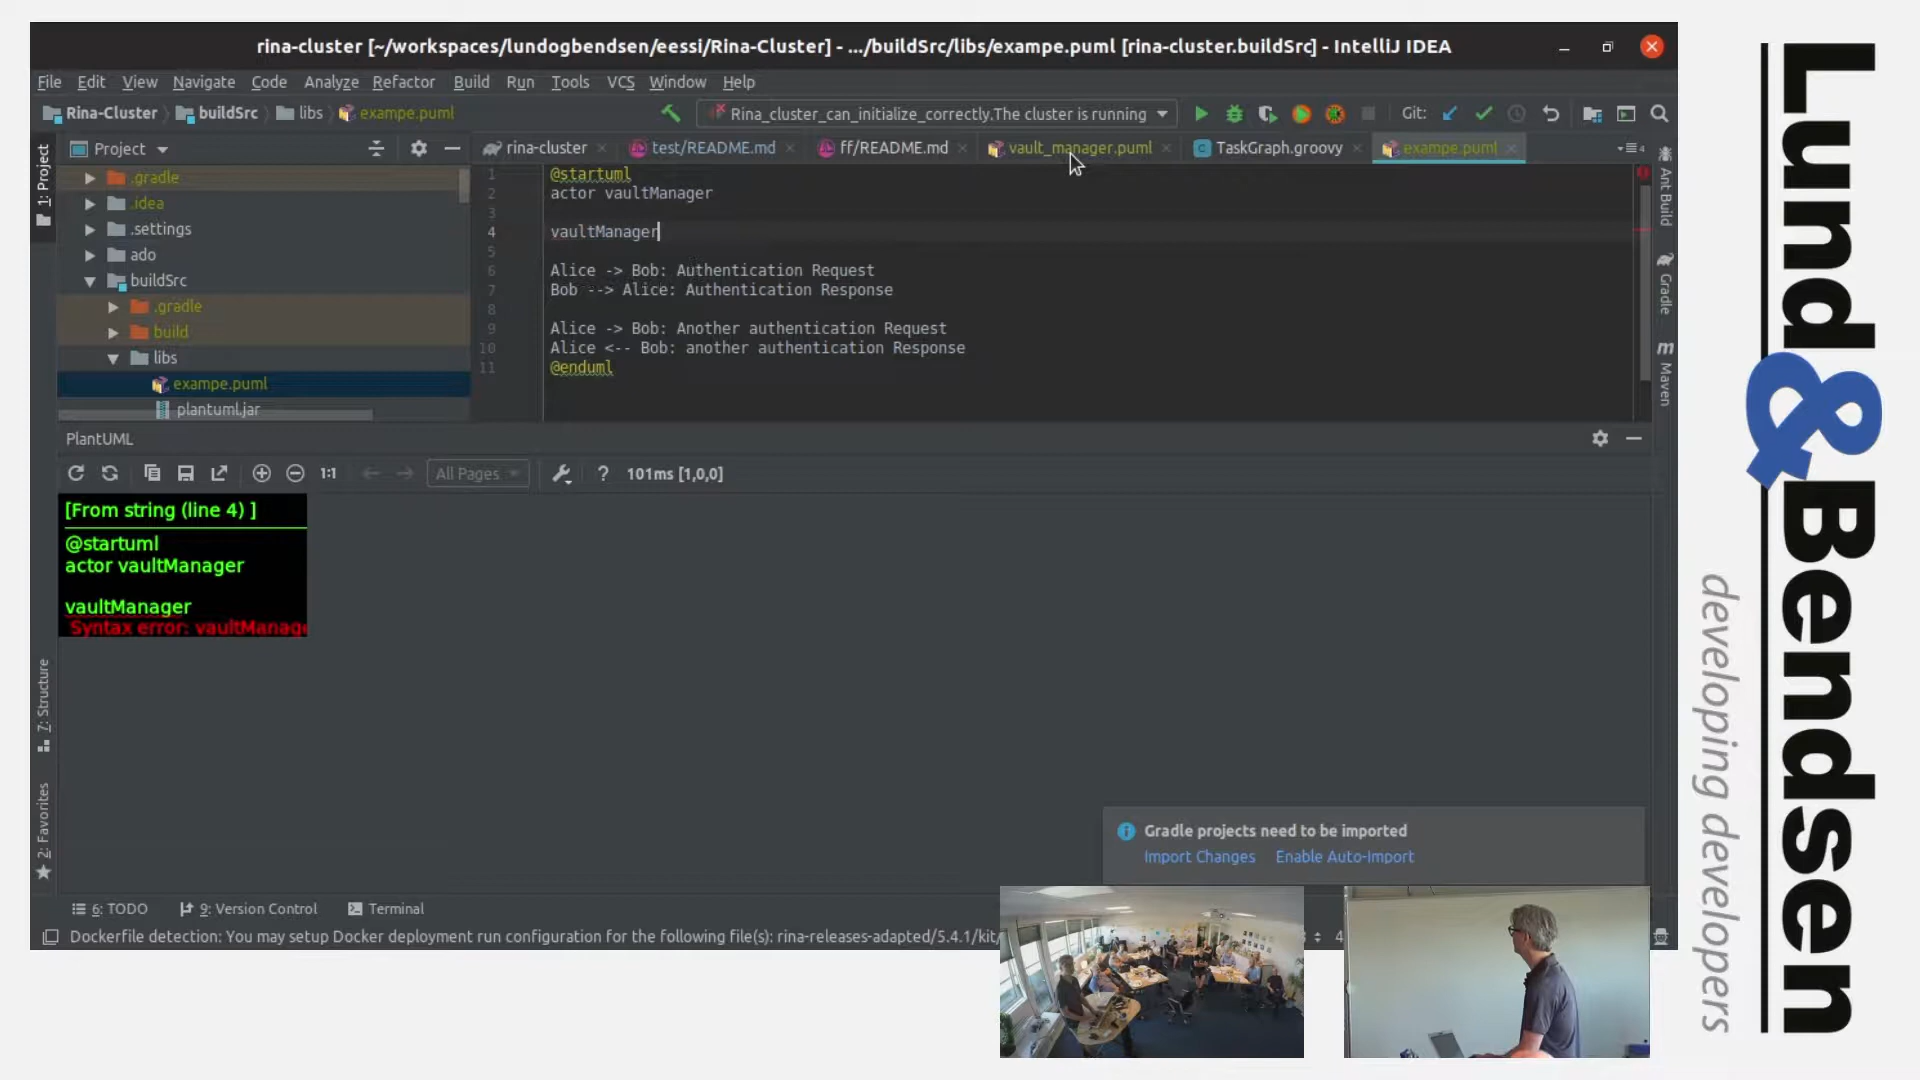 rina-cluster [~/workspaces/lundogbendsen/eessi/Rina-Cluster] - .../buildSrc/libs/exampe.puml [rina-cluster.buildSrc] - IntelliJ IDEA
File Edit View Navigate Code Analyze Refactor Build Run Tools VCS Window Help
Rina-Cluster buildSrc libs exampe.puml Rina_cluster_can_initialize_correctly.The cluster is running Git:
1: Project
Project
rina-cluster test/README.md ff/README.md vault_manager.puml TaskGraph.groovy exampe.puml
.gradle
.idea
.settings
ado
buildSrc
.gradle
build
libs
exampe.puml
plantuml.jar
1 @startuml
2 actor vaultManager
3
4 vaultManager
5
6 Alice -> Bob: Authentication Request
7 Bob --> Alice: Authentication Response
8
9 Alice -> Bob: Another authentication Request
10 Alice <-- Bob: another authentication Response
11 @enduml
Ant Build
Gradle
Maven
PlantUML
1:1 All Pages ? 101ms [1,0,0]
[From string (line 4) ]
@startuml
actor vaultManager
vaultManager
Syntax error: vaultManage
7: Structure
2: Favorites
Gradle projects need to be imported
Import Changes Enable Auto-Import
6: TODO 9: Version Control Terminal
Dockerfile detection: You may setup Docker deployment run configuration for the following file(s): rina-releases-adapted/5.4.1/kit/
Lund&Bendsen
developing developers